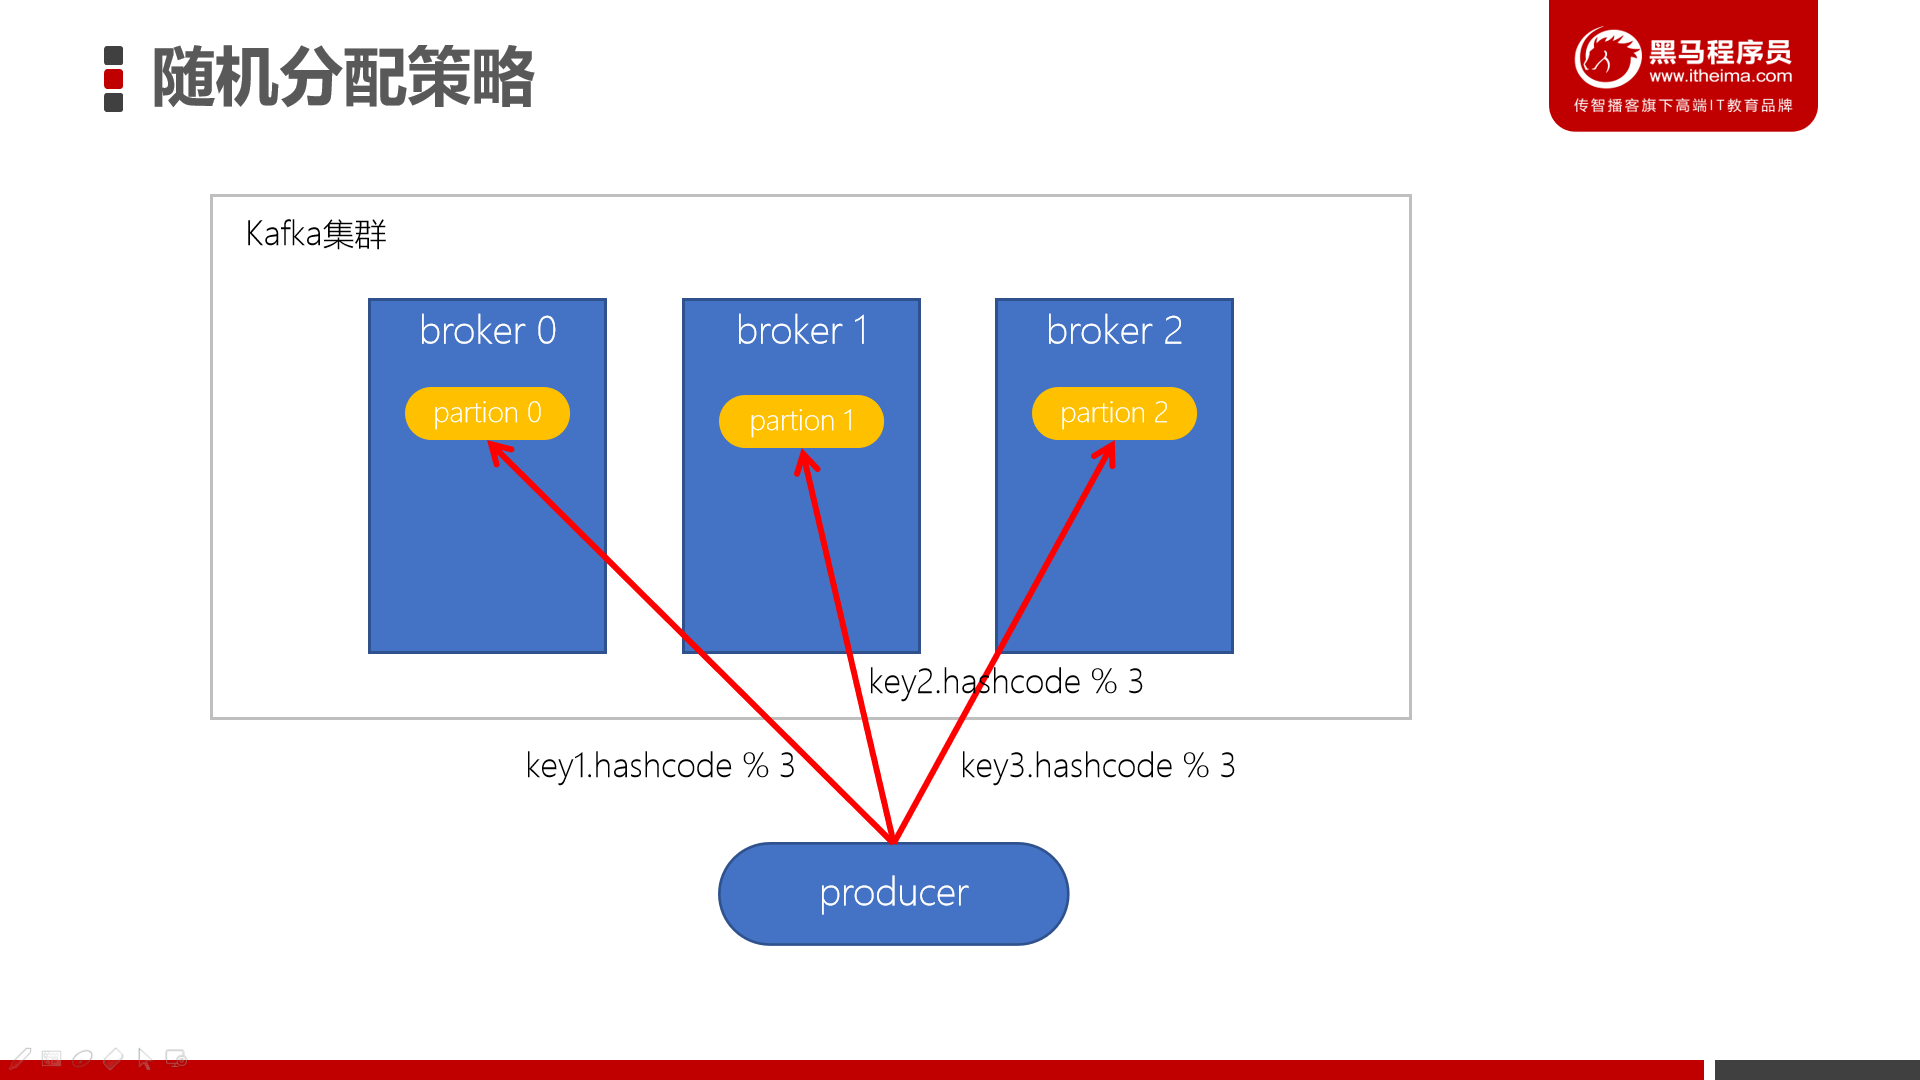 随机分配策略
黑马程序员
www.itheima.com
传智播客旗下高端IT教育品牌
Kafka集群
broker 0
broker 1
broker 2
partion 0
partion 1
partion 2
key2.hashcode % 3
key1.hashcode % 3
key3.hashcode % 3
producer